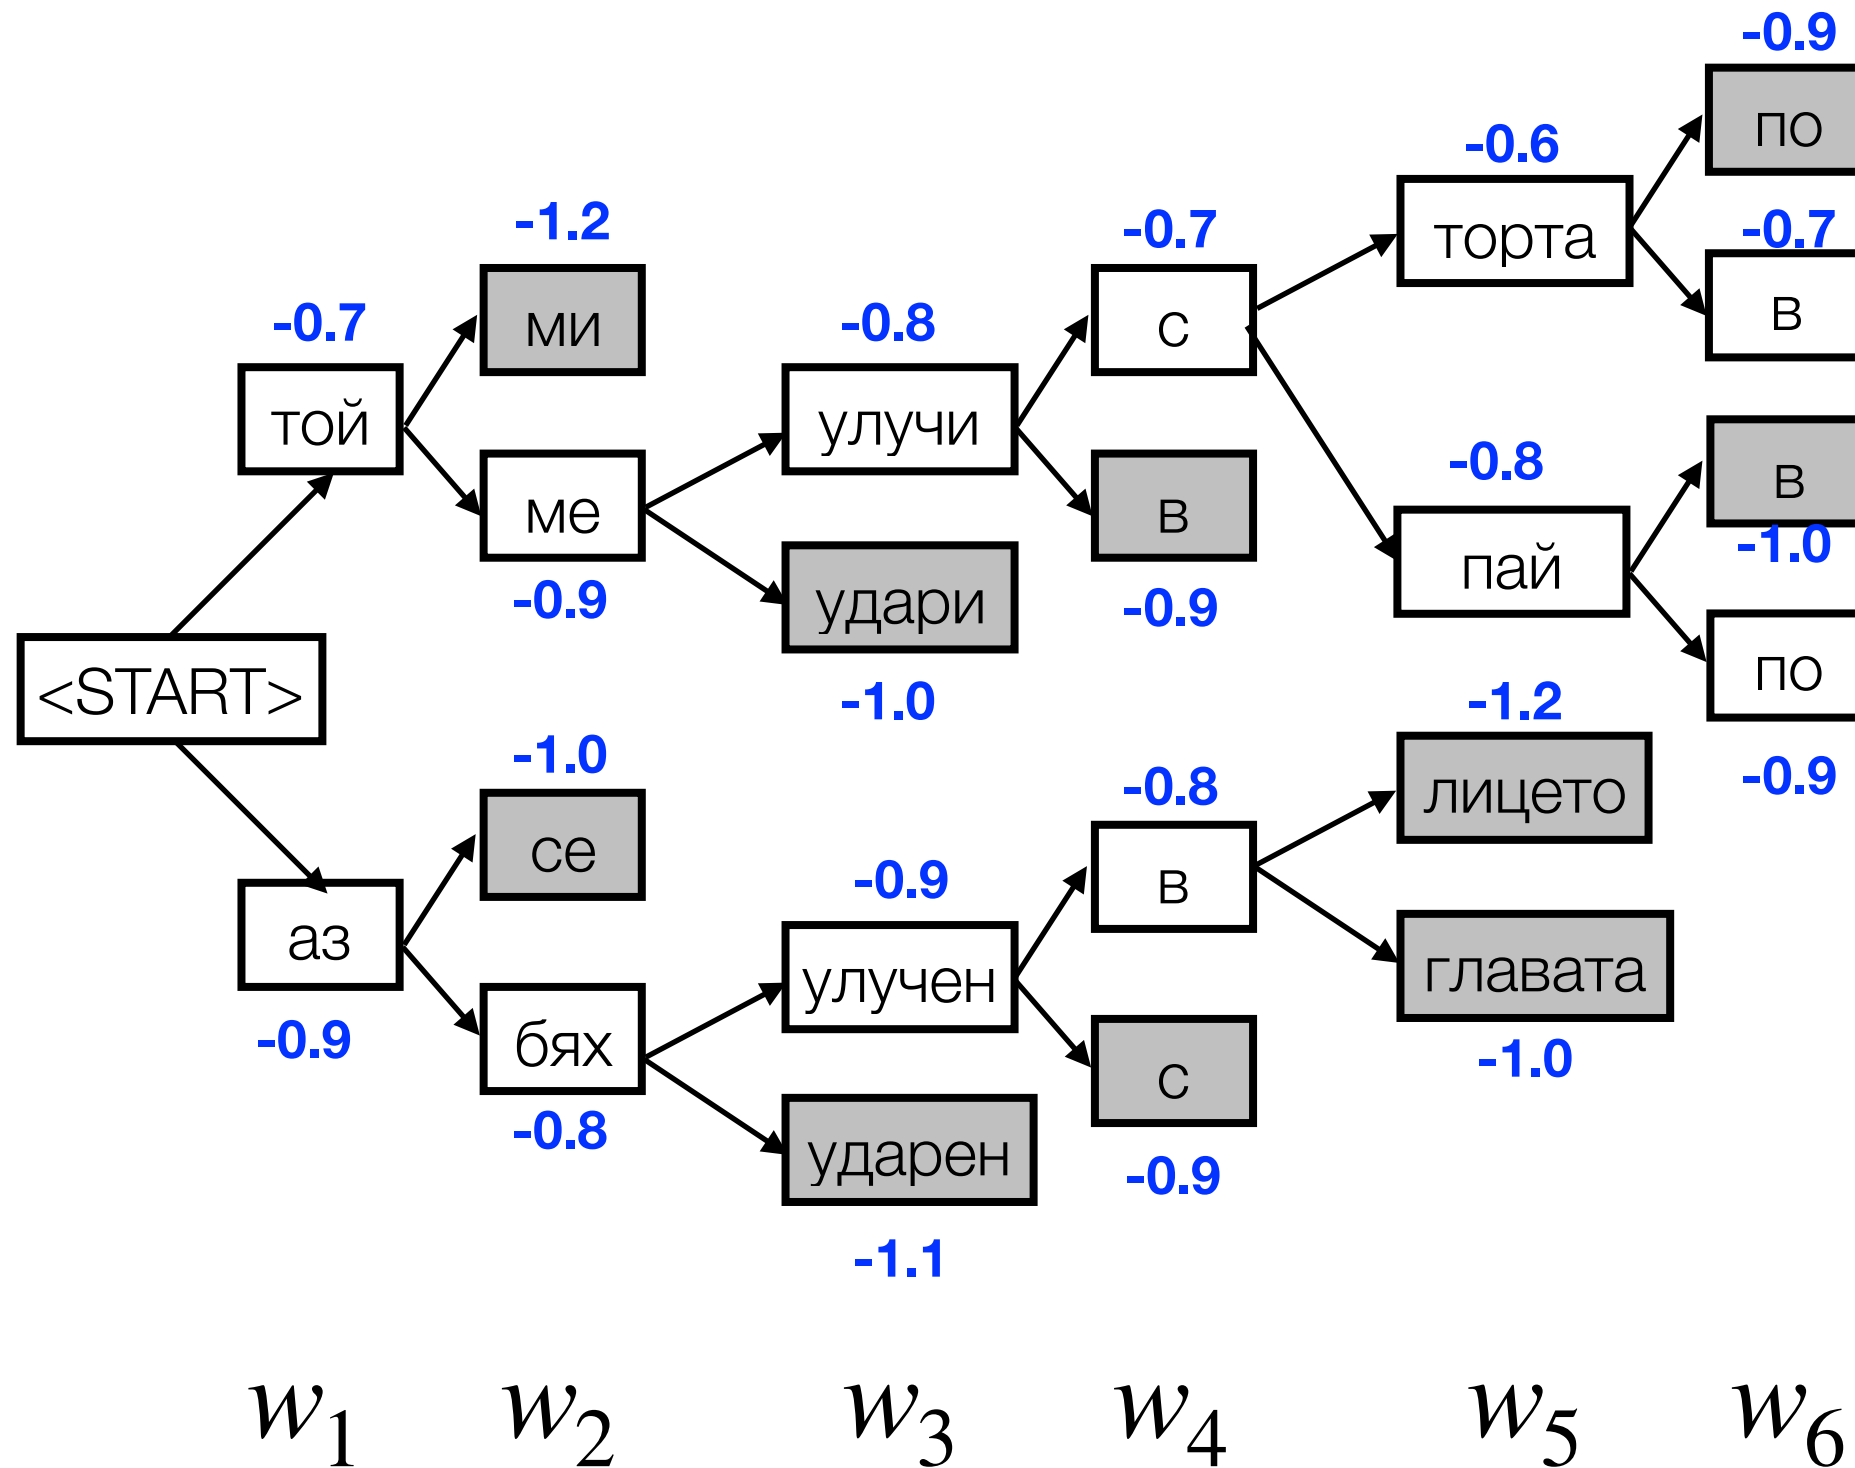 <START>
-0.7
той
аз
-0.9
-1.2
ми
ме
-0.9
-1.0
се
бях
-0.8
-0.8
улучи
удари
-1.0
-0.9
улучен
ударен
-1.1
-0.7
с
в
-0.9
-0.8
в
с
-0.9
-0.6
торта
-0.8
пай
-1.2
лицето
главата
-1.0
-0.9
по
-0.7
в
в
-1.0
по
-0.9
w1 w2 w3 w4 w5 w6